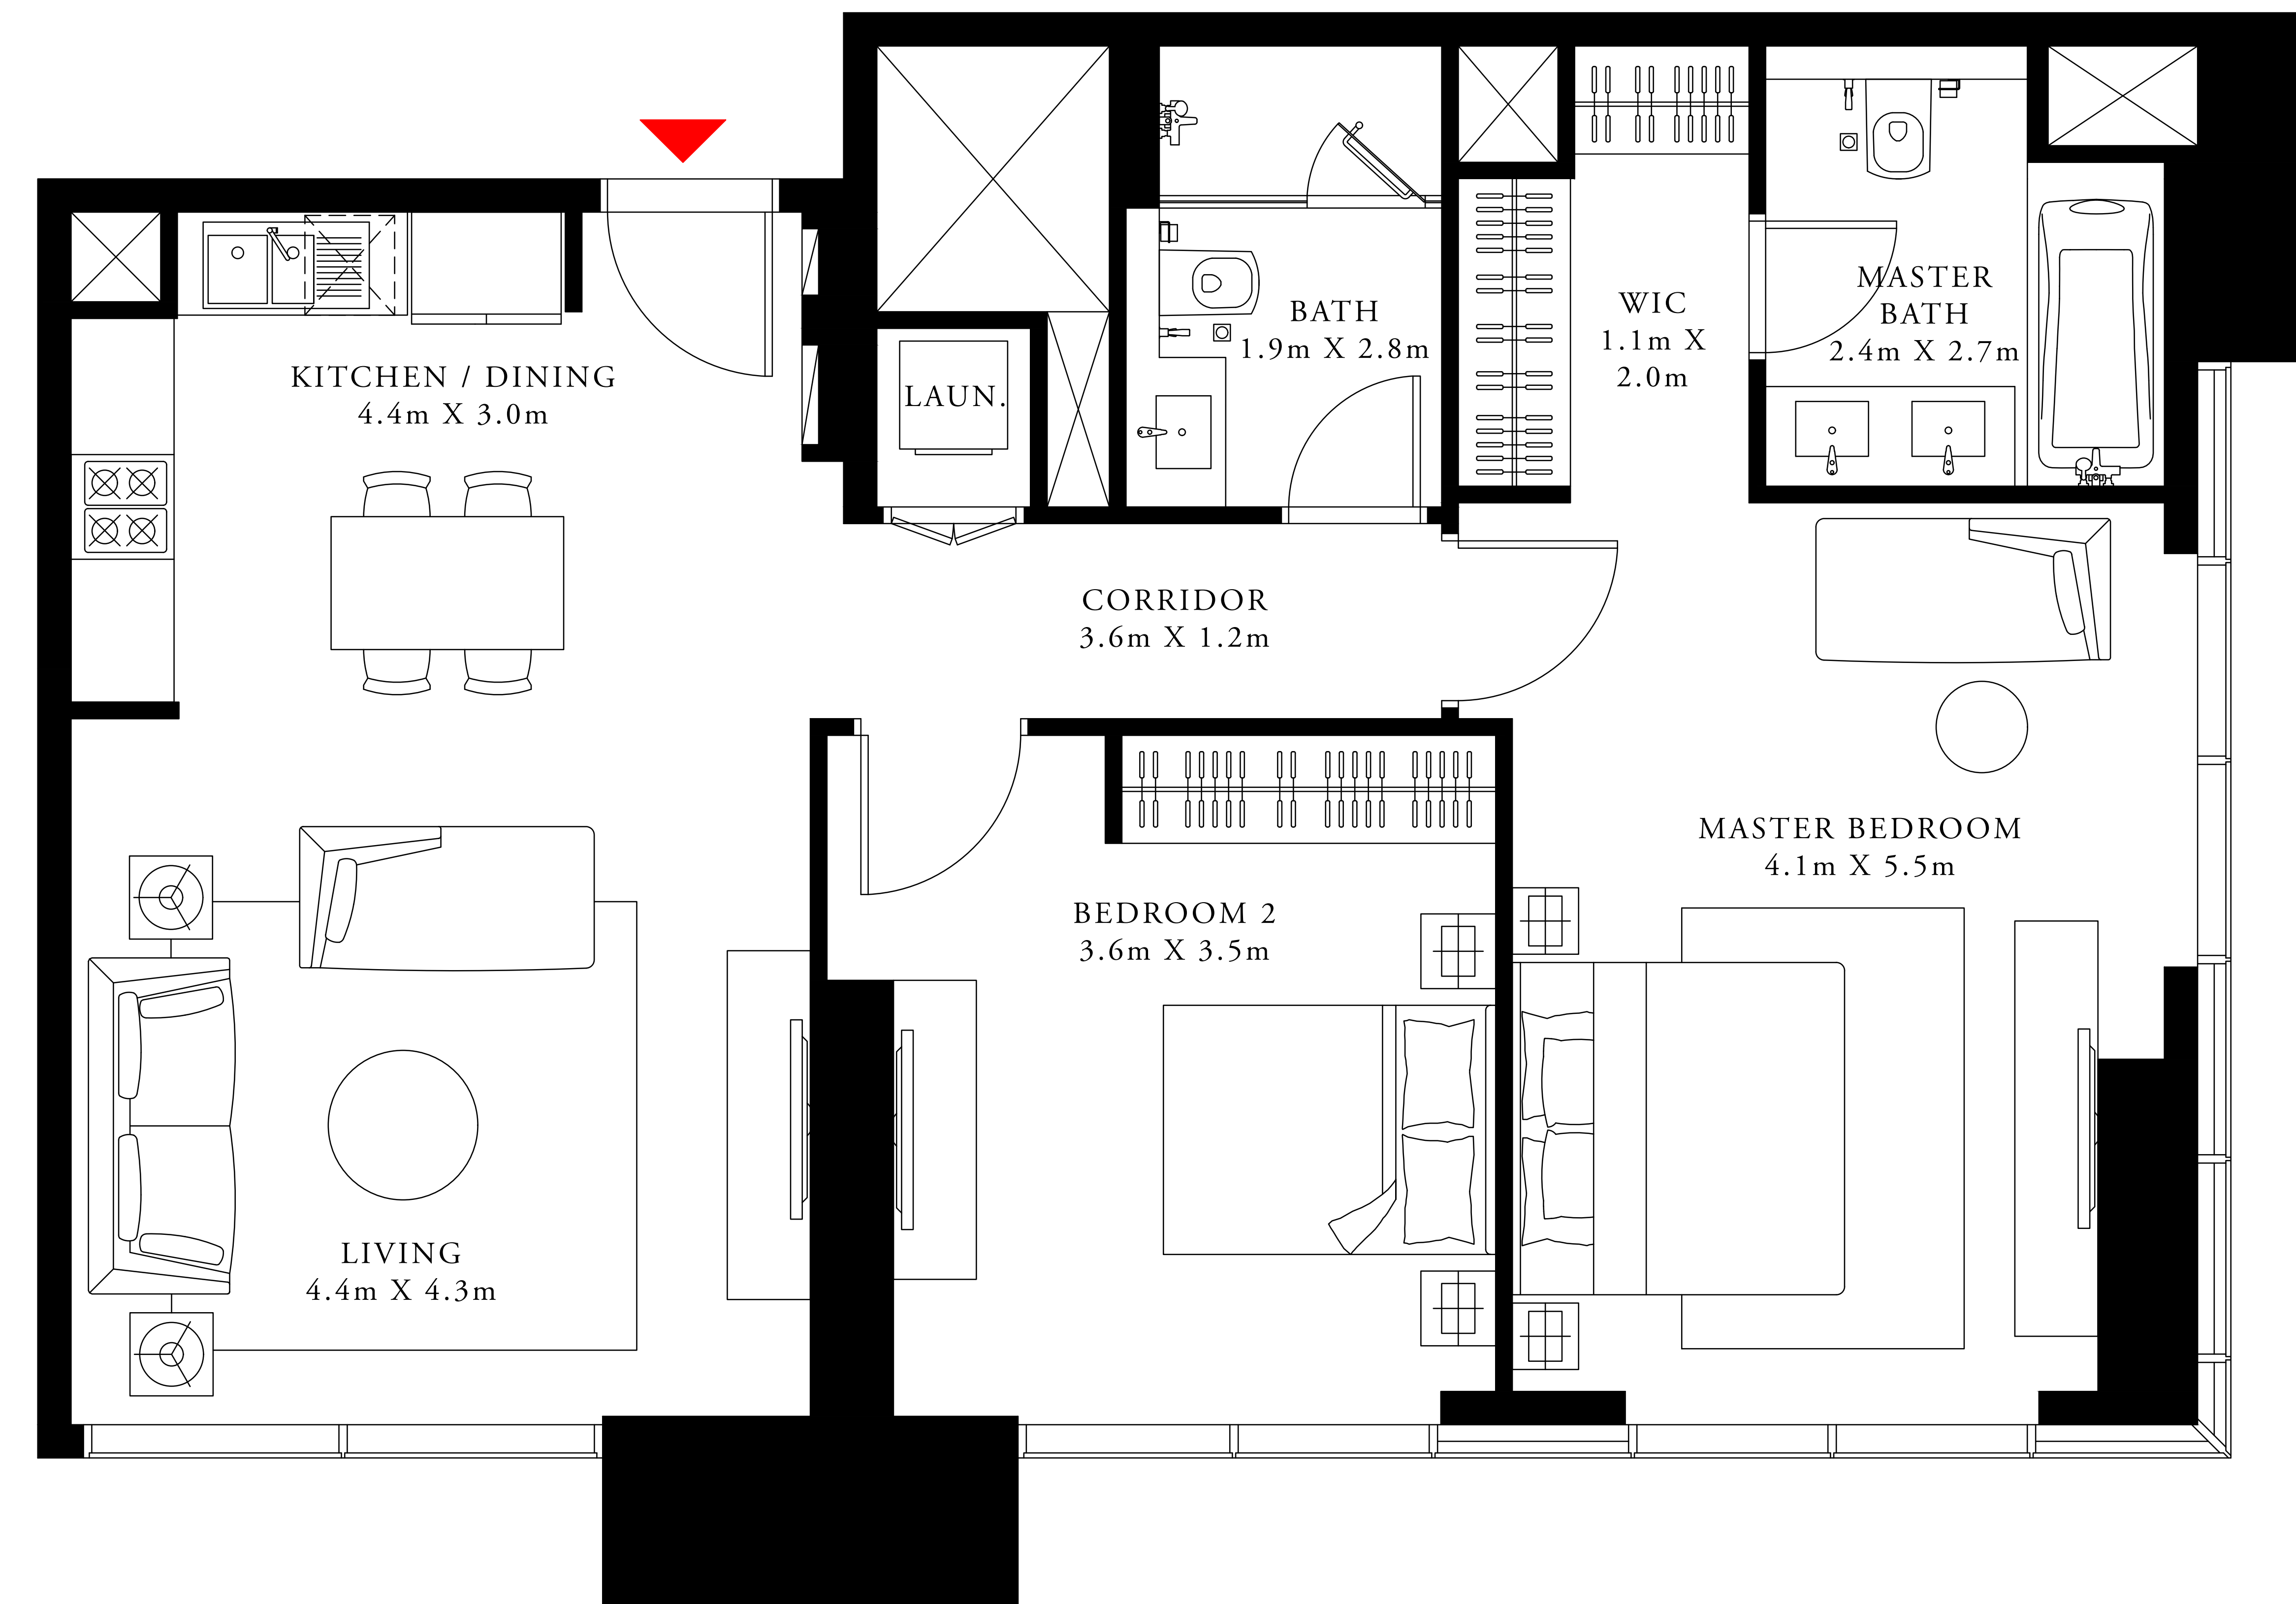 KITCHEN / DINING
4.4m X 3.0m
LAUN.
BATH
1.9m X 2.8m
WIC
1.1m X
2.0m
MASTER
BATH
2.4m X 2.7m
CORRIDOR
3.6m X 1.2m
MASTER BEDROOM
4.1m X 5.5m
BEDROOM 2
3.6m X 3.5m
LIVING
4.4m X 4.3m